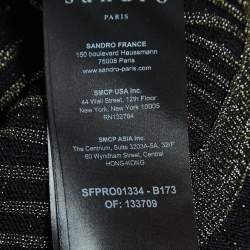 sandro
PARIS
SANDRO FRANCE
150 boulevard Haussmann
75008 Paris
sandro-paris.com
SMCP USA Inc.
44 Wall Street, 12th Floor
New York, New York 10005
RN132784
SMCP ASIA Inc.
The Centrium, Suite 3203A-5A, 32/F
60 Wyndham Street, Central
HONG-KONG
SFPRO01334 - B173
OF: 133709